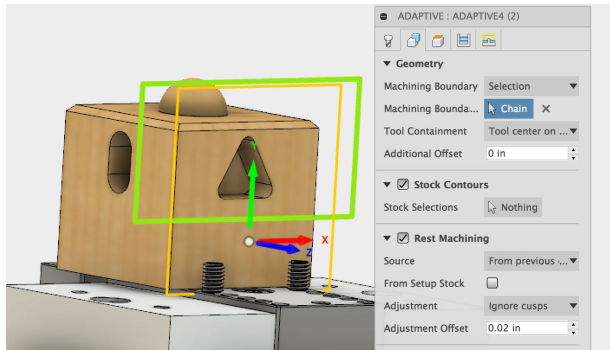 ADAPTIVE : ADAPTIVE4 (2)
Geometry
Machining Boundary Selection
Machining Bounda... Chain
Tool Containment Tool center on ...
Additional Offset 0 in
Stock Contours
Stock Selections Nothing
Rest Machining
Source From previous ...
From Setup Stock
Adjustment Ignore cusps
Adjustment Offset 0.02 in
Y
X
Z